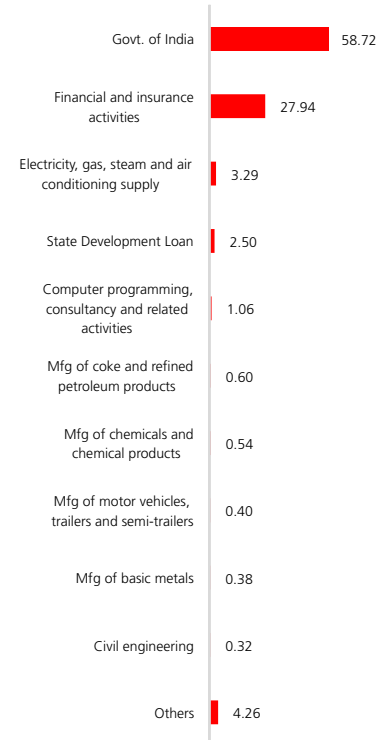 Govt. of India 58.72
Financial and insurance
activities
27.94
Electricity, gas, steam and air
conditioning supply
3.29
State Development Loan 2.50
Computer programming,
consultancy and related
activities
1.06
Mfg of coke and refined
petroleum products
0.60
Mfg of chemicals and
chemical products
0.54
Mfg of motor vehicles,
trailers and semi-trailers
0.40
Mfg of basic metals 0.38
Civil engineering 0.32
Others 4.26